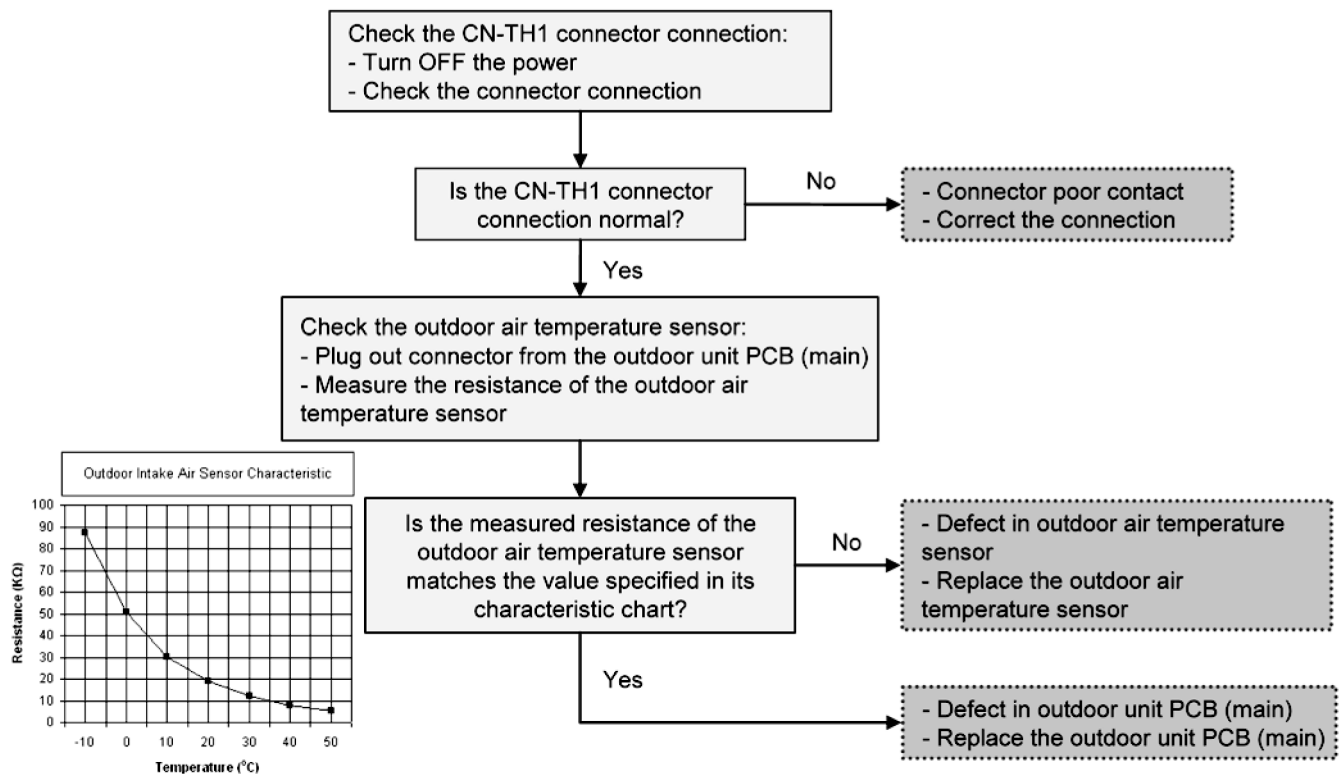 Check the CN-TH1 connector connection:
- Turn OFF the power
- Check the connector connection
Is the CN-TH1 connector
connection normal?
No
- Connector poor contact
- Correct the connection
Yes
Check the outdoor air temperature sensor:
- Plug out connector from the outdoor unit PCB (main)
- Measure the resistance of the outdoor air
temperature sensor
Outdoor Intake Air Sensor Characteristic
100
90
80
70
60
50
40
30
20
10
0
Resistance (KΩ)
-10 0 10 20 30 40 50
Temperature (°C)
Is the measured resistance of the
outdoor air temperature sensor
matches the value specified in its
characteristic chart?
No
- Defect in outdoor air temperature
sensor
- Replace the outdoor air
temperature sensor
Yes
- Defect in outdoor unit PCB (main)
- Replace the outdoor unit PCB (main)